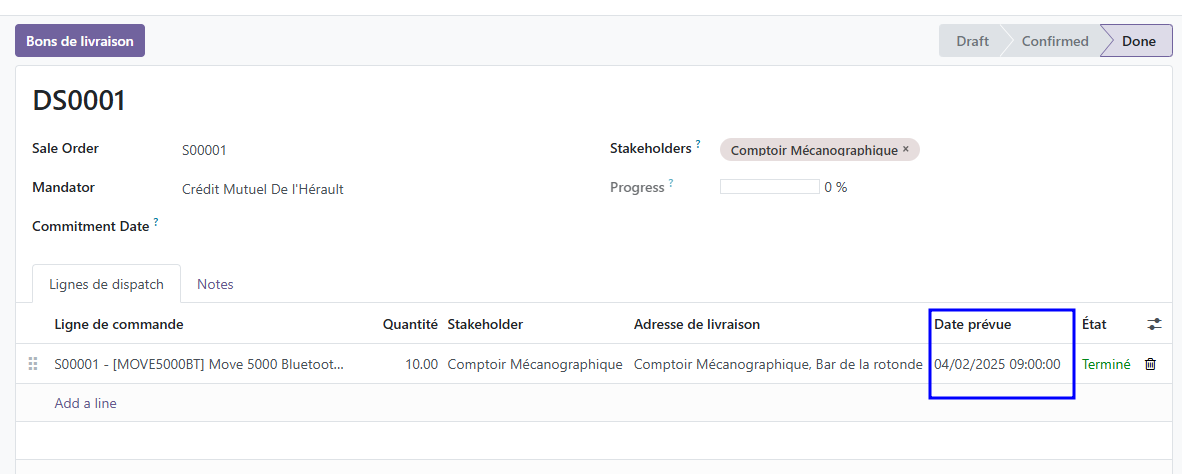 Bons de livraison
Draft Confirmed Done
DS0001
Sale Order S00001 Stakeholders ? Comptoir Mécanographique ×
Mandator Crédit Mutuel De l'Hérault Progress ? 0 %
Commitment Date ?
Lignes de dispatch Notes
Ligne de commande Quantité Stakeholder Adresse de livraison Date prévue État
S00001 - [MOVE5000BT] Move 5000 Bluetoot... 10.00 Comptoir Mécanographique Comptoir Mécanographique, Bar de la rotonde 04/02/2025 09:00:00 Terminé
Add a line